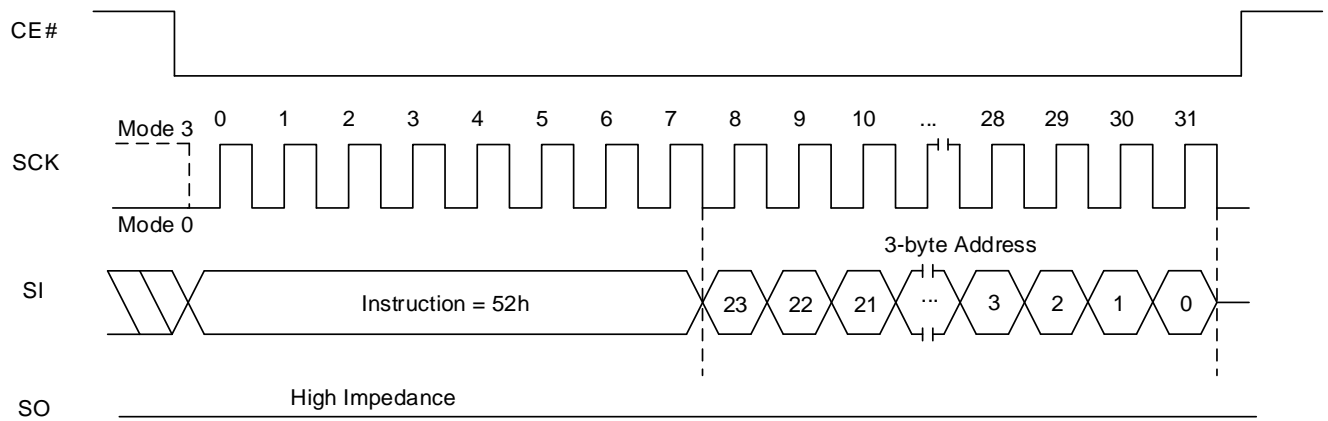 CE#
Mode 3
0 1 2 3 4 5 6 7 8 9 10 ... 28 29 30 31
SCK
Mode 0
3-byte Address
SI
Instruction = 52h
23 22 21 ... 3 2 1 0
High Impedance
SO